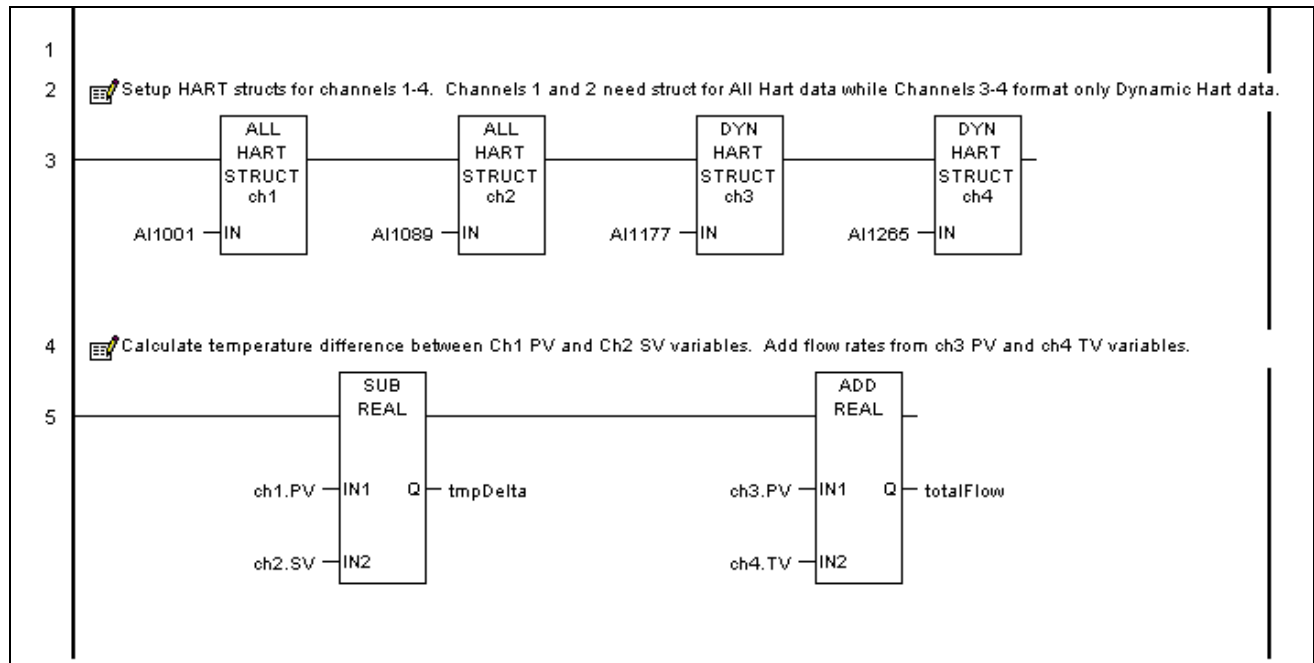 1
2 Setup HART structs for channels 1-4. Channels 1 and 2 need struct for All Hart data while Channels 3-4 format only Dynamic Hart data.
ALL ALL DYN DYN
HART HART HART HART
3 STRUCT STRUCT STRUCT STRUCT
ch1 ch2 ch3 ch4
AI1001 IN AI1089 IN AI1177 IN AI1265 IN
4 Calculate temperature difference between Ch1 PV and Ch2 SV variables. Add flow rates from ch3 PV and ch4 TV variables.
SUB ADD
5 REAL REAL
ch1.PV IN1 Q tmpDelta ch3.PV IN1 Q totalFlow
ch2.SV IN2 ch4.TV IN2